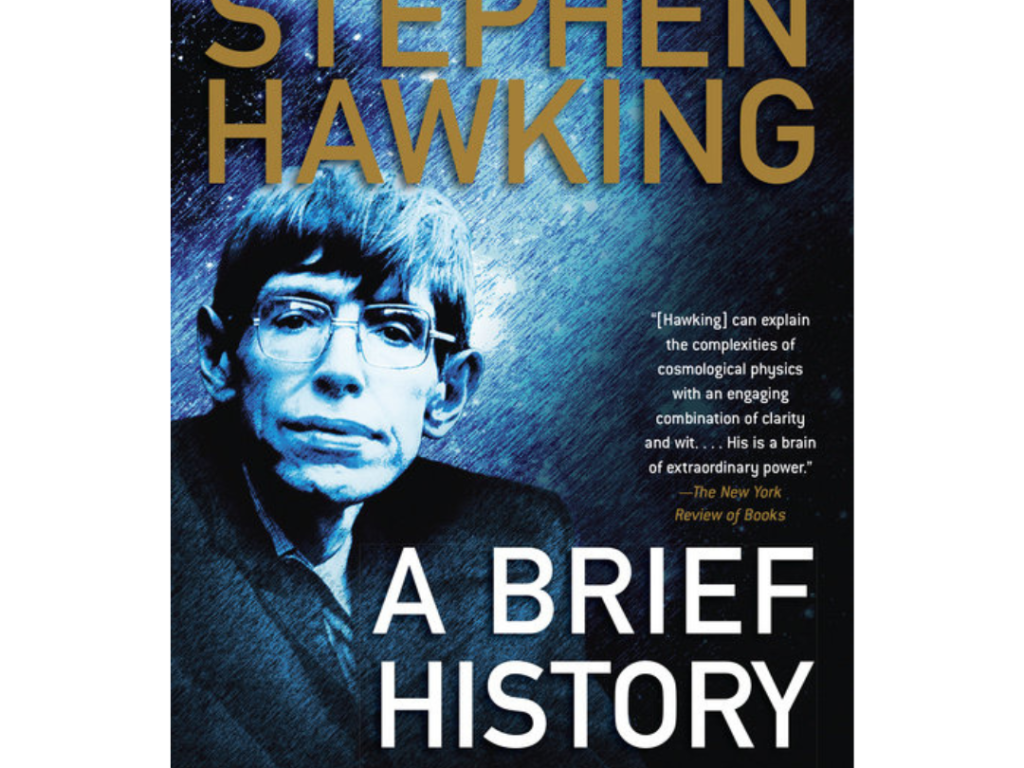 STEPHEN
HAWKING
“[Hawking] can explain
the complexities of
cosmological physics
with an engaging
combination of clarity
and wit. . . . His is a brain
of extraordinary power.”
—The New York
Review of Books
A BRIEF
HISTORY